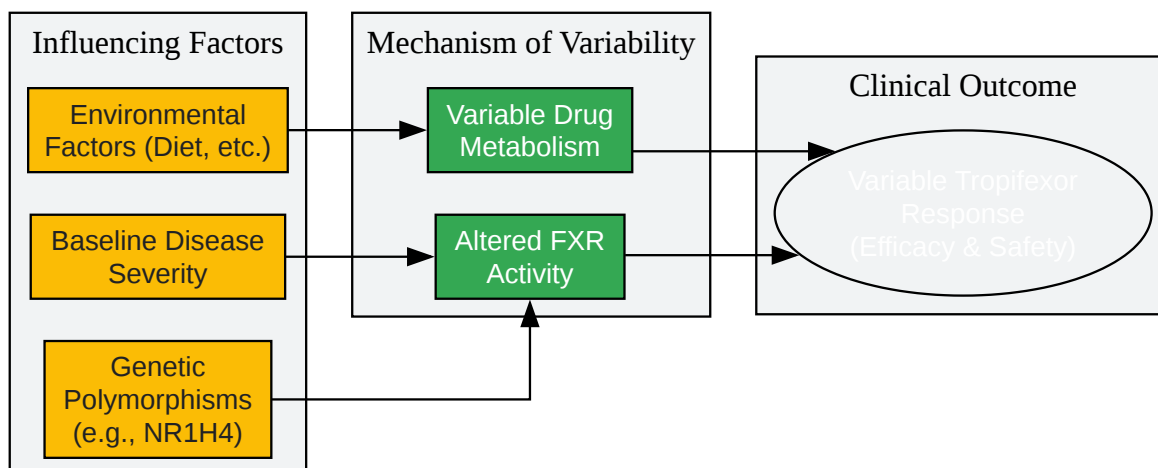 Influencing Factors
Environmental
Factors (Diet, etc.)
Baseline Disease
Severity
Genetic
Polymorphisms
(e.g., NR1H4)
Mechanism of Variability
Variable Drug
Metabolism
Altered FXR
Activity
Clinical Outcome
Variable Tropifexor
Response
(Efficacy & Safety)